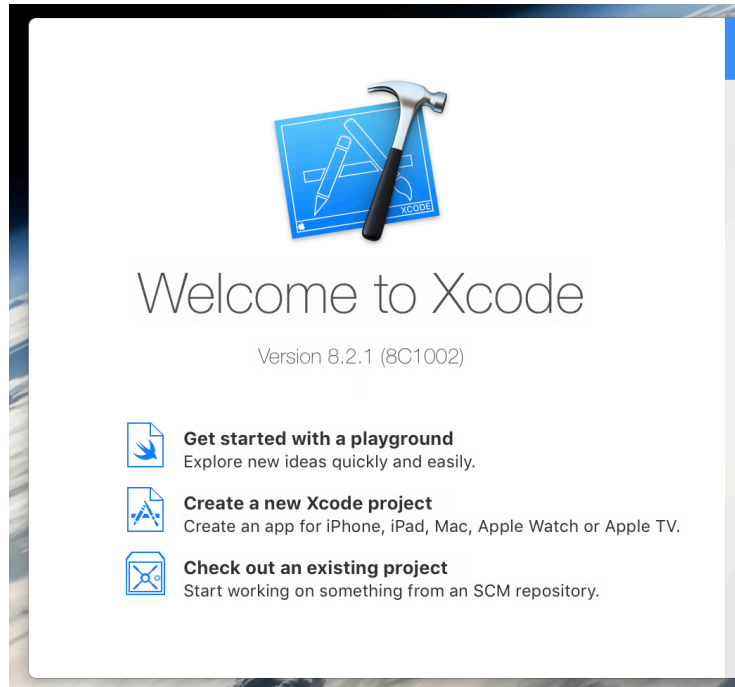 XCODE
Welcome to Xcode
Version 8.2.1 (8C1002)
Get started with a playground
Explore new ideas quickly and easily.
Create a new Xcode project
Create an app for iPhone, iPad, Mac, Apple Watch or Apple TV.
Check out an existing project
Start working on something from an SCM repository.